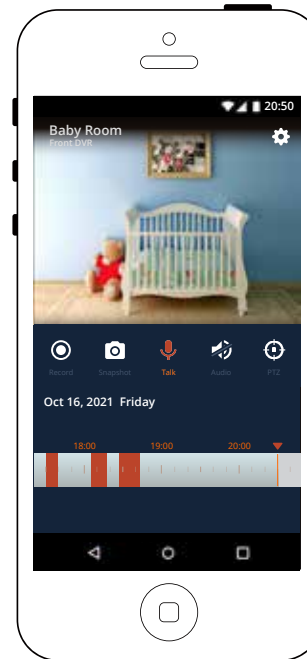 20:50
Baby Room
Front DVR
Record Snapshot Talk Audio PTZ
Oct 16, 2021 Friday
18:00 19:00 20:00